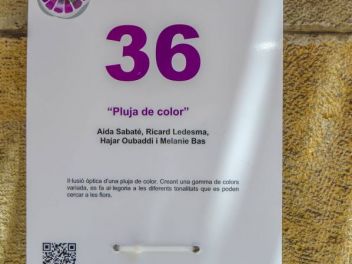 36
“Pluja de color”
Aida Sabaté, Ricard Ledesma,
Hajar Oubaddi i Melanie Bas
Il·lusió òptica d'una pluja de color. Creant una gamma de colors
variada, es fa al·legoria a les diferents tonalitats que es poden
cercar a les flors.